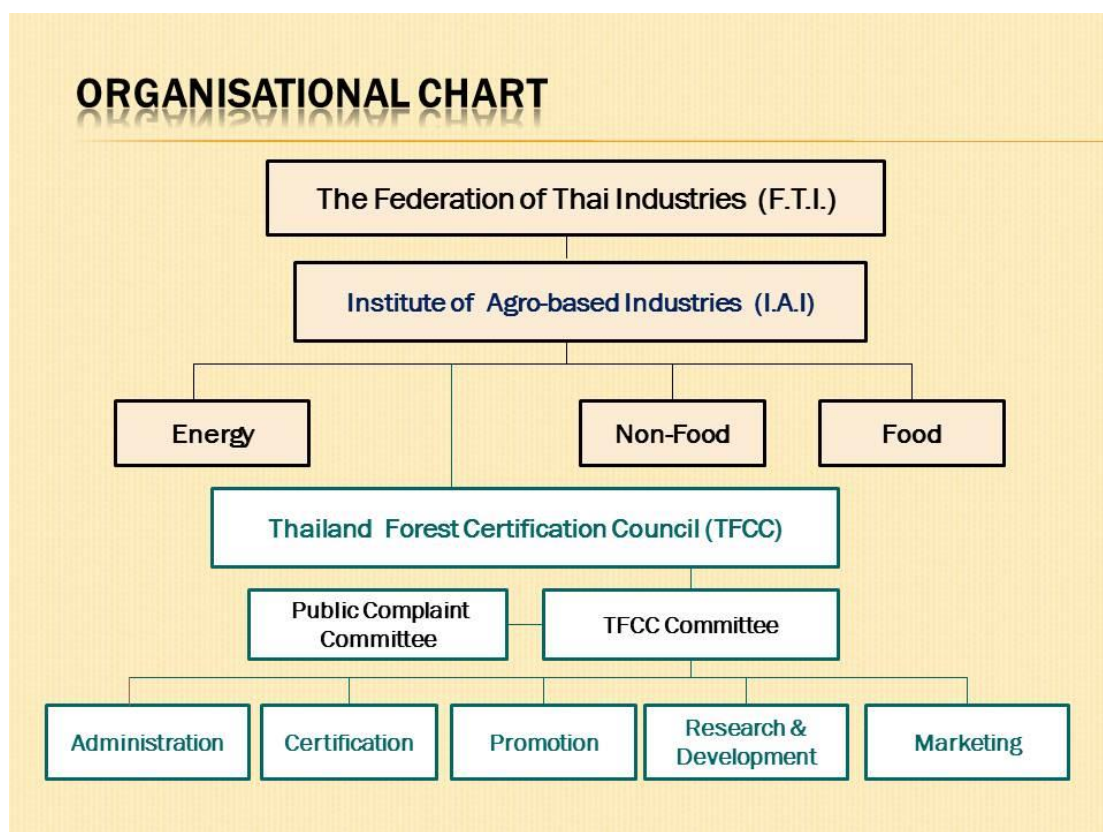 ORGANISATIONAL CHART
The Federation of Thai Industries (F.T.I.)
Institute of Agro-based Industries (I.A.I)
Energy
Non-Food
Food
Thailand Forest Certification Council (TFCC)
Public Complaint
Committee
TFCC Committee
Administration
Certification
Promotion
Research &
Development
Marketing